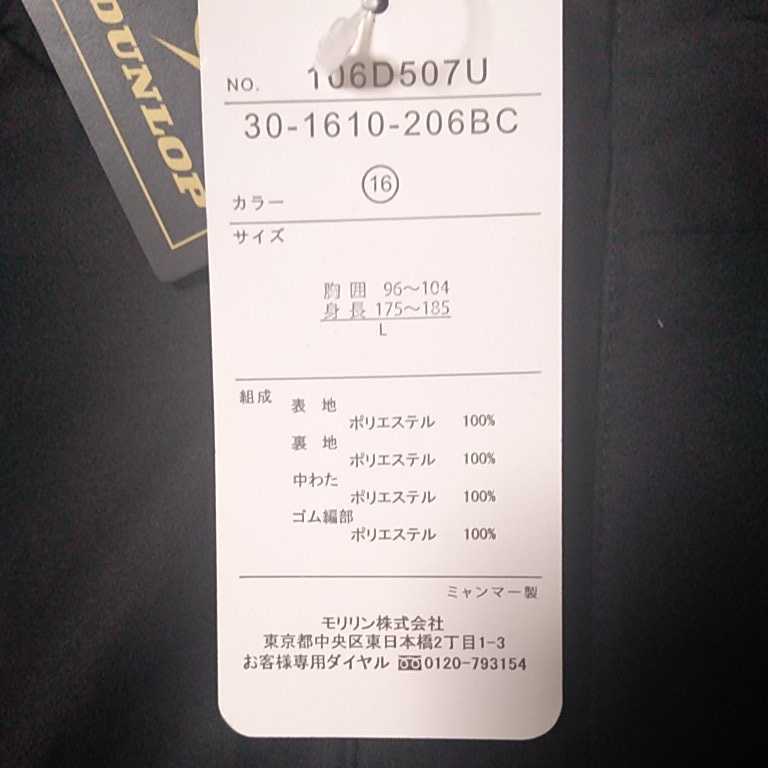 DUNLOP
NO. 106D507U
30-1610-206BC
カラー 16
サイズ
胸囲 96～104
身長 175～185
L
組成 表地
ポリエステル 100%
裏地
ポリエステル 100%
中わた
ポリエステル 100%
ゴム編部
ポリエステル 100%
ミャンマー製
モリリン株式会社
東京都中央区東日本橋2丁目1-3
お客様専用ダイヤル 0120-793154